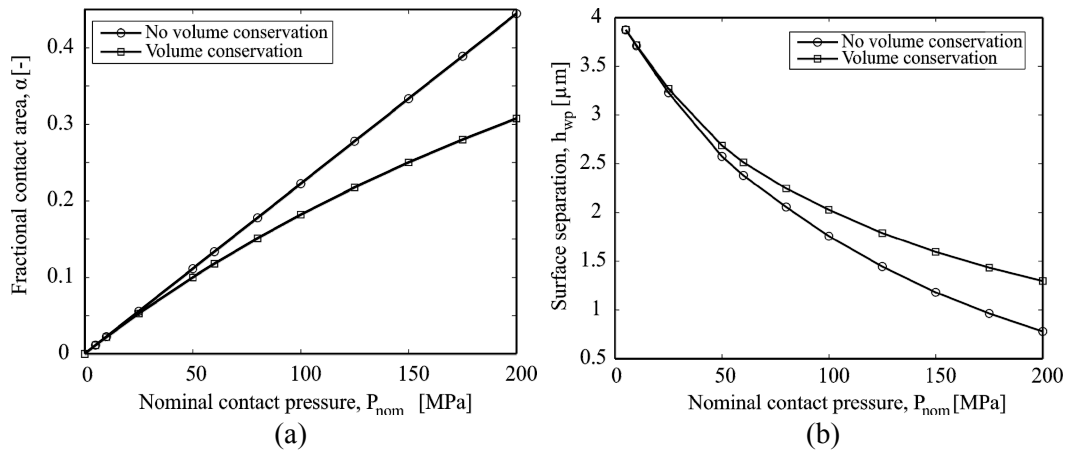 No volume conservation
Volume conservation
Fractional contact area, α [-]
0.4
0.3
0.2
0.1
0
0 50 100 150 200
Nominal contact pressure, P_nom [MPa]
(a)
No volume conservation
Volume conservation
Surface separation, h_wp [µm]
4
3.5
3
2.5
2
1.5
1
0.5
0 50 100 150 200
Nominal contact pressure, P_nom [MPa]
(b)